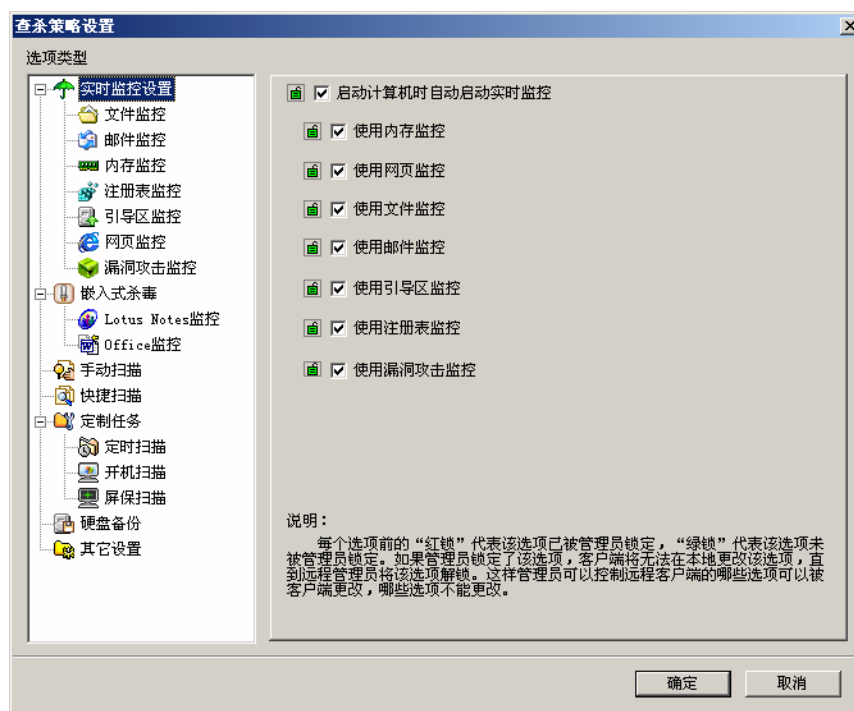 查杀策略设置
选项类型
实时监控设置
文件监控
邮件监控
内存监控
注册表监控
引导区监控
网页监控
漏洞攻击监控
嵌入式杀毒
Lotus Notes监控
Office监控
手动扫描
快捷扫描
定制任务
定时扫描
开机扫描
屏保扫描
硬盘备份
其它设置
启动计算机时自动启动实时监控
使用内存监控
使用网页监控
使用文件监控
使用邮件监控
使用引导区监控
使用注册表监控
使用漏洞攻击监控
说明：
每个选项前的“红锁”代表该选项已被管理员锁定，“绿锁”代表该选项未
被管理员锁定。如果管理员锁定了该选项，客户端将无法在本地更改该选项，直
到远程管理员将该选项解锁。这样管理员可以控制远程客户端的哪些选项可以被
客户端更改，哪些选项不能更改。
确定
取消